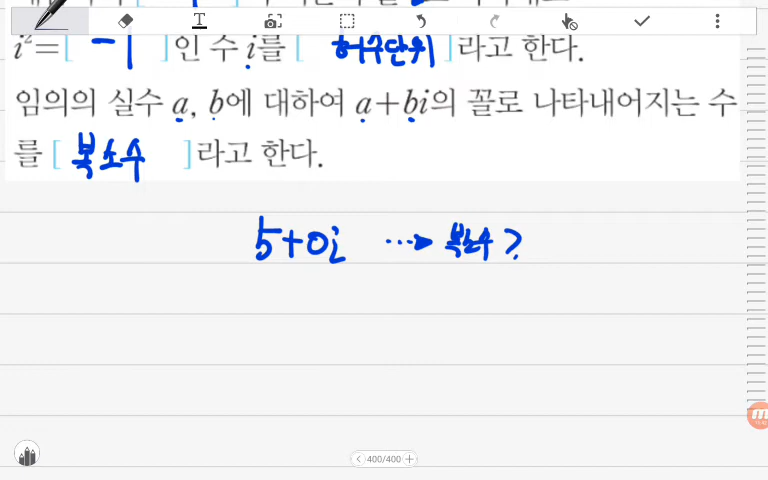 i²=[ -1 ]인 수 i를 [ 허수단위 ]라고 한다.
임의의 실수 a, b에 대하여 a+bi의 꼴로 나타내어지는 수
를 [ 복소수 ]라고 한다.
5+0i ···→ 복소수?
400/400